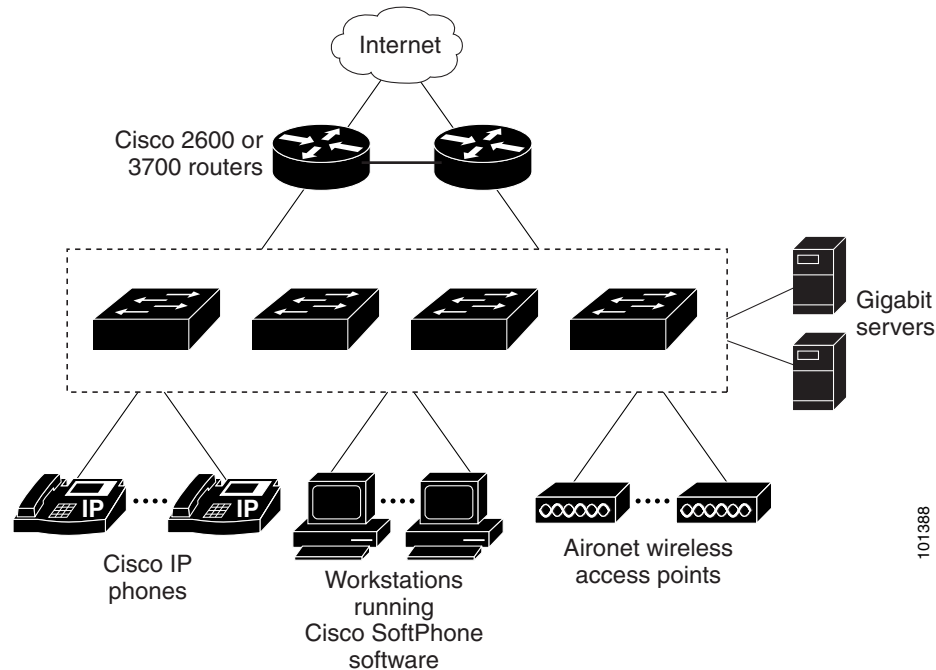 Internet
Cisco 2600 or
3700 routers
Gigabit
servers
IP
IP
Cisco IP
phones
Workstations
running
Cisco SoftPhone
software
Aironet wireless
access points
101388